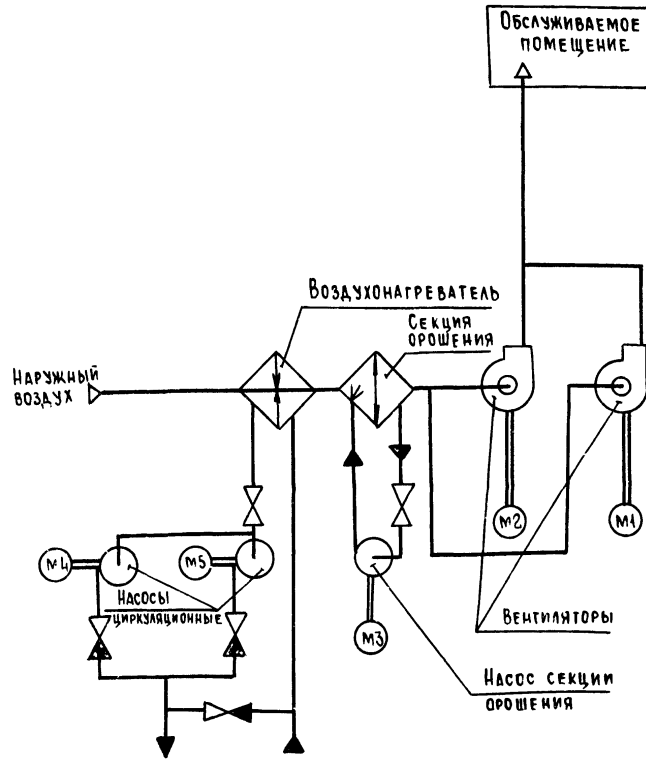 Обслуживаемое
помещение
Воздухонагреватель
Секция
орошения
Наружный
воздух
М2
М1
М4
М5
Насосы
циркуляционные
М3
Вентиляторы
Насос секции
орошения